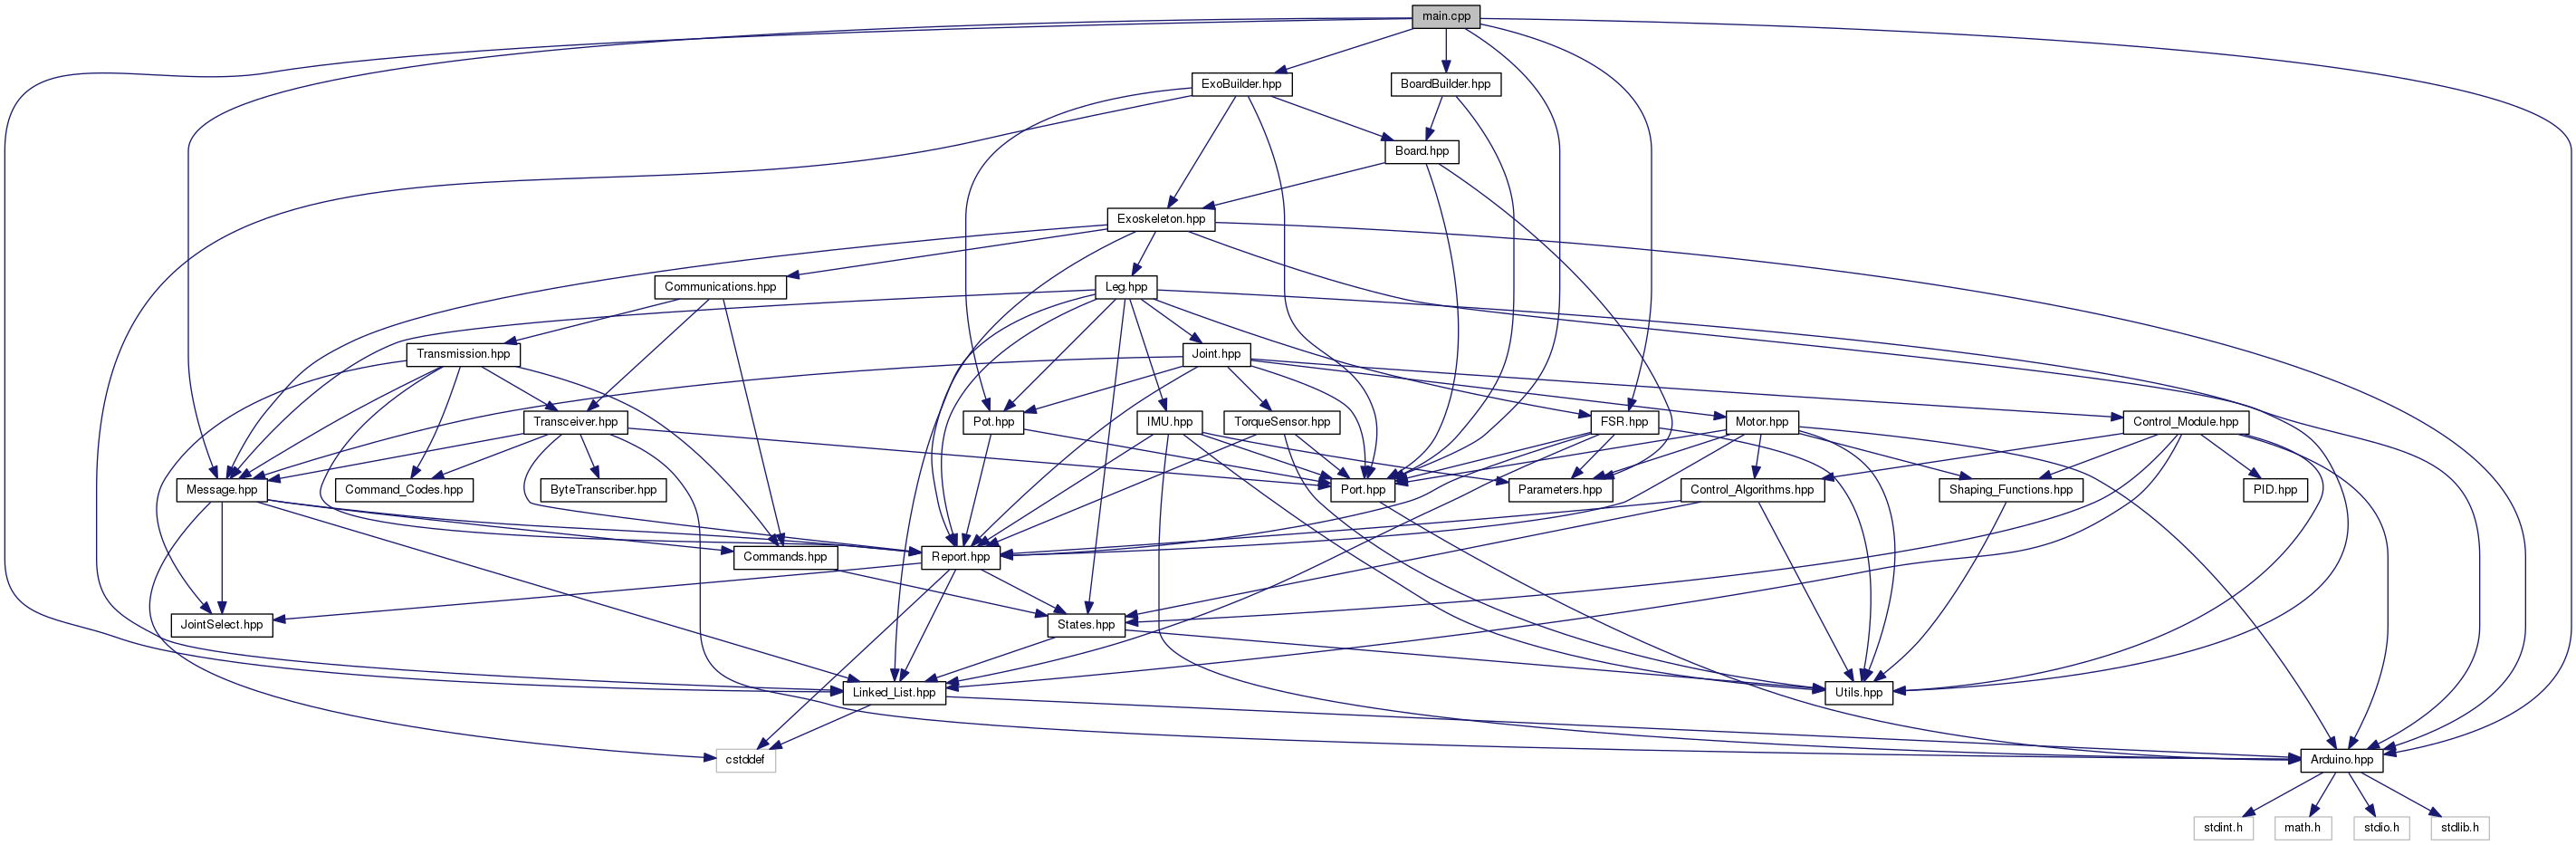 main.cpp
ExoBuilder.hpp
BoardBuilder.hpp
Board.hpp
Exoskeleton.hpp
Communications.hpp
Leg.hpp
Transmission.hpp
Joint.hpp
Transceiver.hpp
Pot.hpp
IMU.hpp
TorqueSensor.hpp
FSR.hpp
Motor.hpp
Control_Module.hpp
Message.hpp
Command_Codes.hpp
ByteTranscriber.hpp
Port.hpp
Parameters.hpp
Control_Algorithms.hpp
Shaping_Functions.hpp
PID.hpp
Commands.hpp
Report.hpp
JointSelect.hpp
States.hpp
Linked_List.hpp
Utils.hpp
cstddef
Arduino.hpp
stdint.h
math.h
stdio.h
stdlib.h